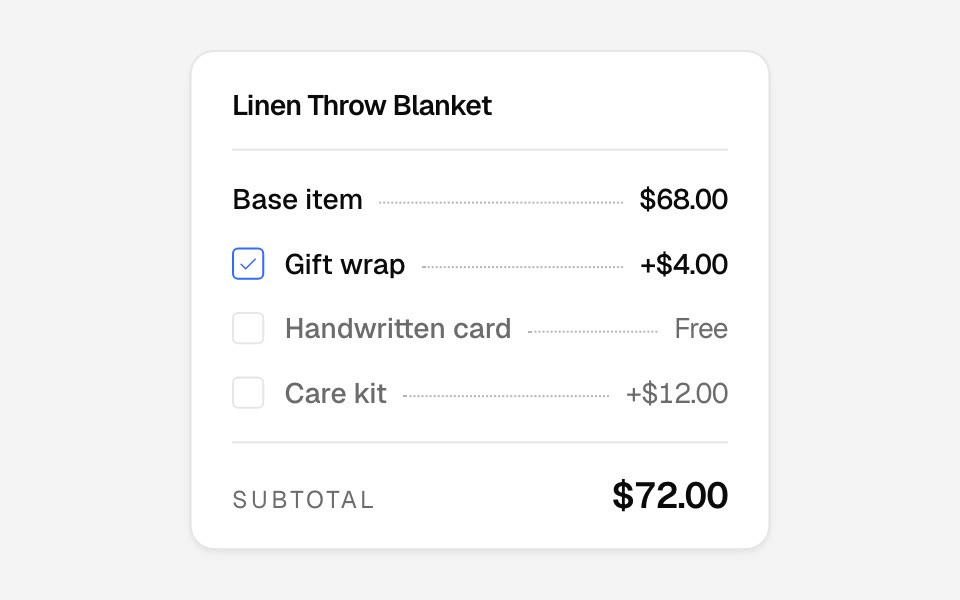 Linen Throw Blanket
Base item $68.00
Gift wrap +$4.00
Handwritten card Free
Care kit +$12.00
SUBTOTAL $72.00